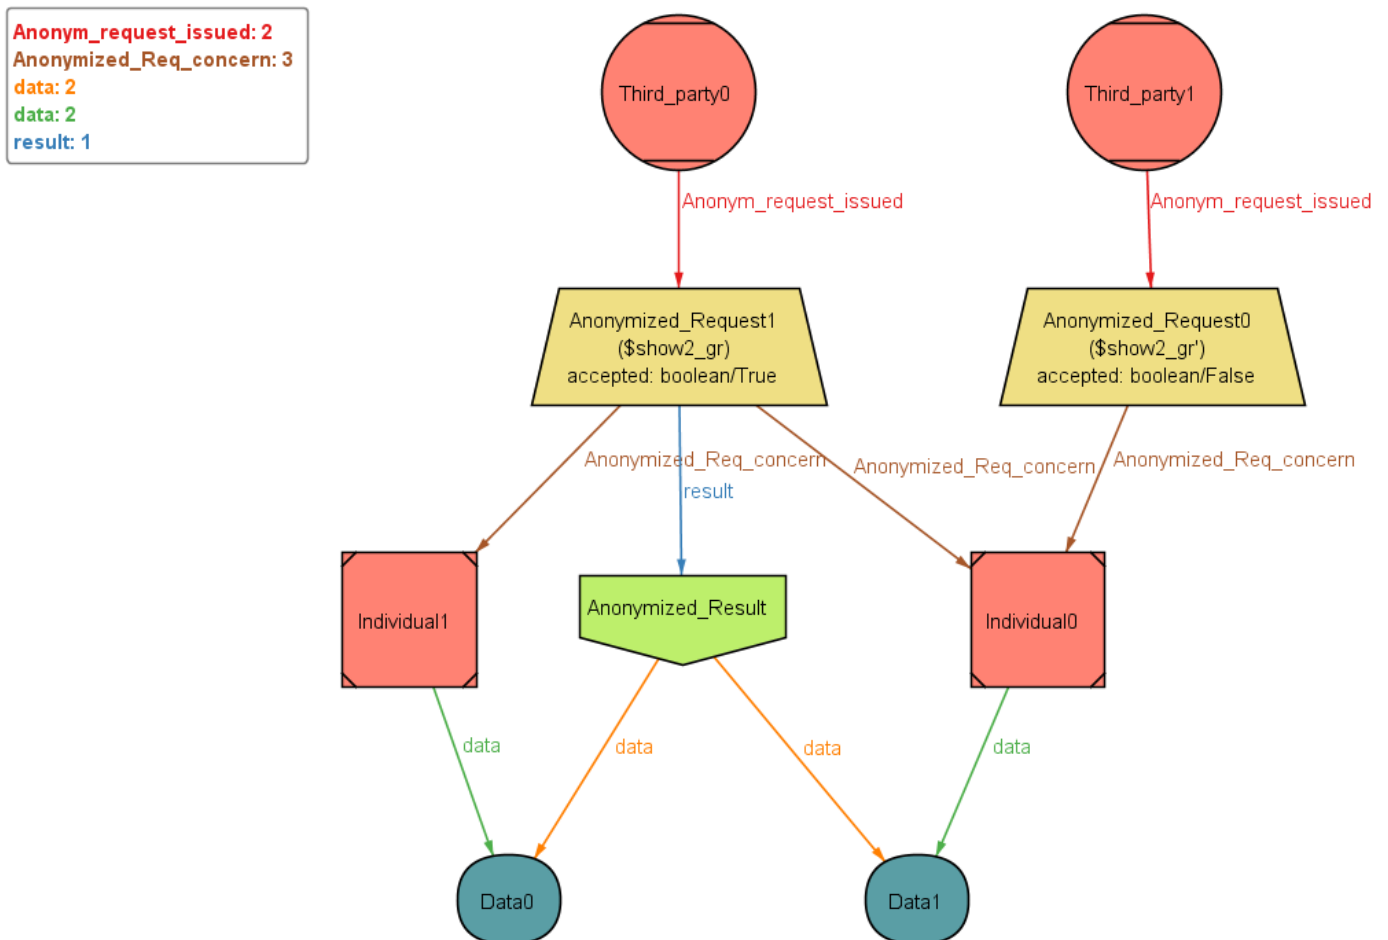 Anonym_request_issued: 2
Anonymized_Req_concern: 3
data: 2
data: 2
result: 1
Third_party0
Third_party1
Anonym_request_issued
Anonym_request_issued
Anonymized_Request1
($show2_gr)
accepted: boolean/True
Anonymized_Request0
($show2_gr')
accepted: boolean/False
Anonymized_Req_concern
Anonymized_Req_concern
Anonymized_Req_concern
result
Individual1
Anonymized_Result
Individual0
data
data
data
data
Data0
Data1